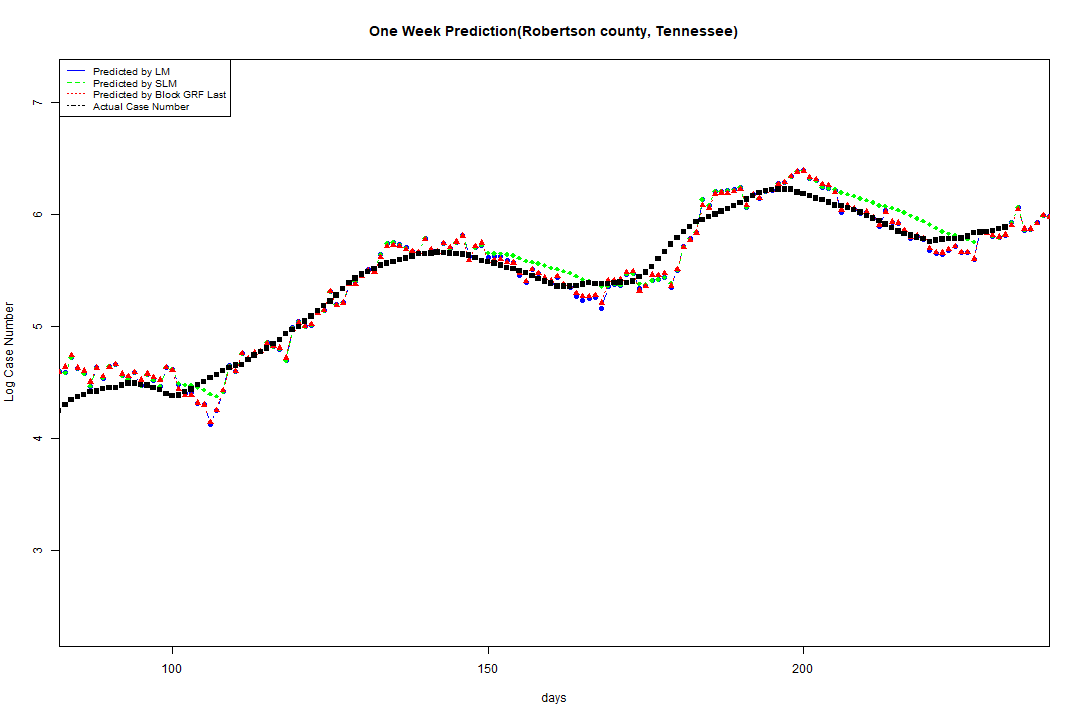 One Week Prediction(Robertson county, Tennessee)
Predicted by LM
Predicted by SLM
Predicted by Block GRF Last
Actual Case Number
7
6
5
4
3
Log Case Number
100 150 200
days